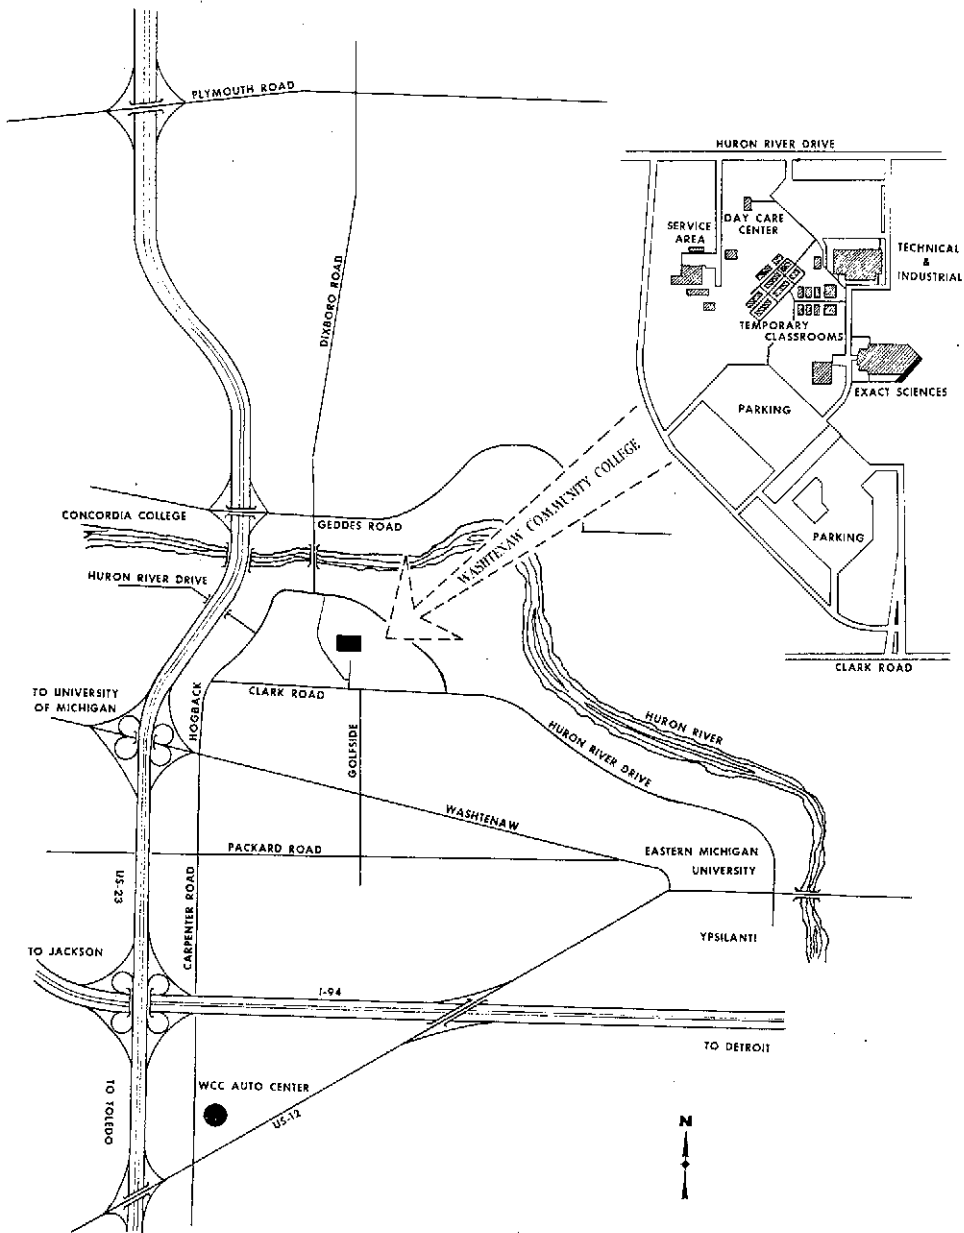 PLYMOUTH ROAD
HURON RIVER DRIVE
DAY CARE
CENTER
SERVICE
AREA
TECHNICAL
&
INDUSTRIAL
DIXBORO ROAD
TEMPORARY
CLASSROOMS
EXACT SCIENCES
PARKING
WASHTENAW COMMUNITY COLLEGE
CONCORDIA COLLEGE
GEDDES ROAD
PARKING
HURON RIVER DRIVE
CLARK ROAD
TO UNIVERSITY
OF MICHIGAN
HOGBACK
CLARK ROAD
GOLFSIDE
HURON RIVER
HURON RIVER DRIVE
WASHTENAW
PACKARD ROAD
EASTERN MICHIGAN
UNIVERSITY
US-23
CARPENTER ROAD
YPSILANTI
TO JACKSON
I-94
TO DETROIT
TO TOLEDO
WCC AUTO CENTER
US-12
N